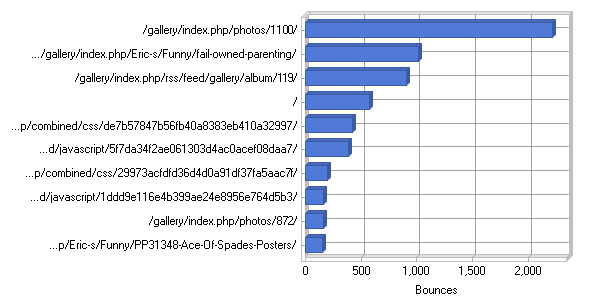 /gallery/index.php/photos/1100/
.../gallery/index.php/Eric-s/Funny/fail-owned-parenting/
/gallery/index.php/rss/feed/gallery/album/119/
/
...p/combined/css/de7b57847b56fb40a8383eb410a32997/
...d/javascript/5f7da34f2ae061303d4ac0acef08daa7/
...p/combined/css/29973acfdfd36d4d0a91df37fa5aac7f/
...d/javascript/1ddd9e116e4b399ae24e8956e764d5b3/
/gallery/index.php/photos/872/
...p/Eric-s/Funny/PP31348-Ace-Of-Spades-Posters/
0 500 1,000 1,500 2,000
Bounces